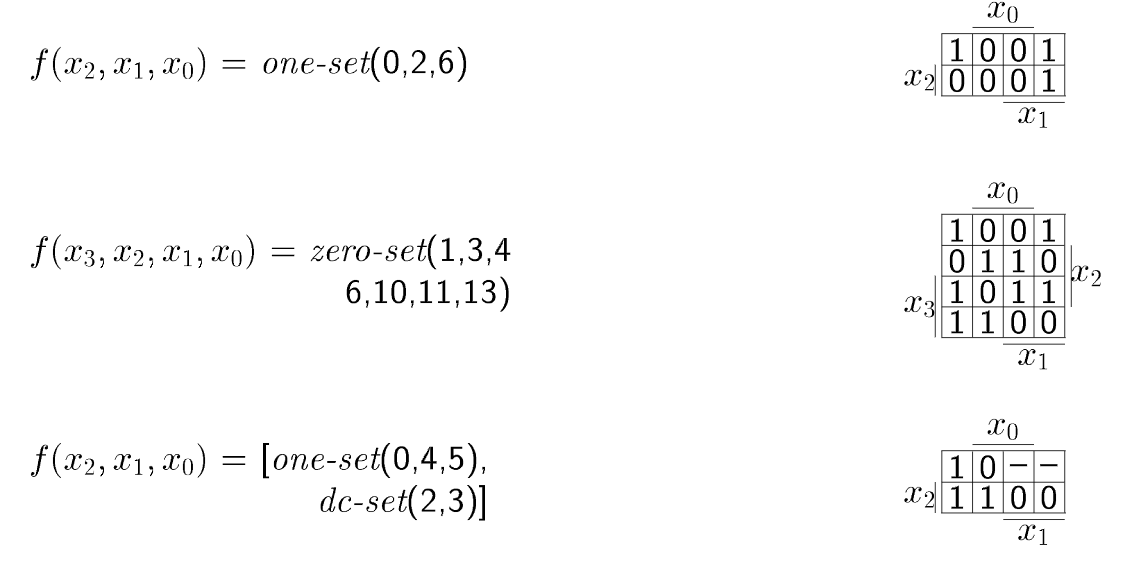 x₀
f(x₂, x₁, x₀) = one-set(0,2,6)
1 0 0 1
x₂ 0 0 0 1
x₁
x₀
f(x₃, x₂, x₁, x₀) = zero-set(1,3,4
1 0 0 1
0 1 1 0 x₂
6,10,11,13)
x₃ 1 0 1 1
1 1 0 0
x₁
x₀
f(x₂, x₁, x₀) = [one-set(0,4,5),
1 0 – –
dc-set(2,3)]
x₂ 1 1 0 0
x₁